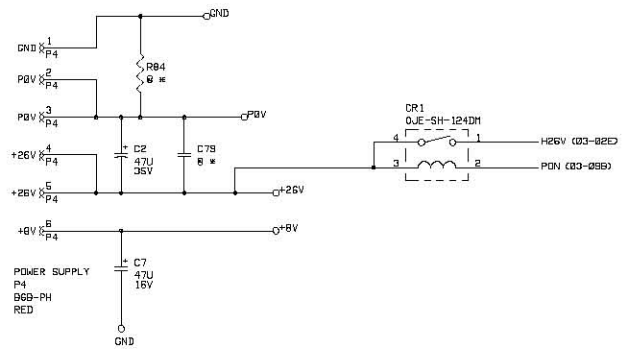 GND
GND 1
P4
P0V 2
P4
R84
0 *
P0V 3
P4
P0V
C2
47U
35V
C79
0 *
+26V 4
P4
+26V 5
P4
+26V
CR1
OJE-SH-124DM
4 1 H26V (03-02E)
3 2 PON (03-09B)
+8V 6
P4
+8V
C7
47U
16V
POWER SUPPLY
P4
B6B-PH
RED
GND